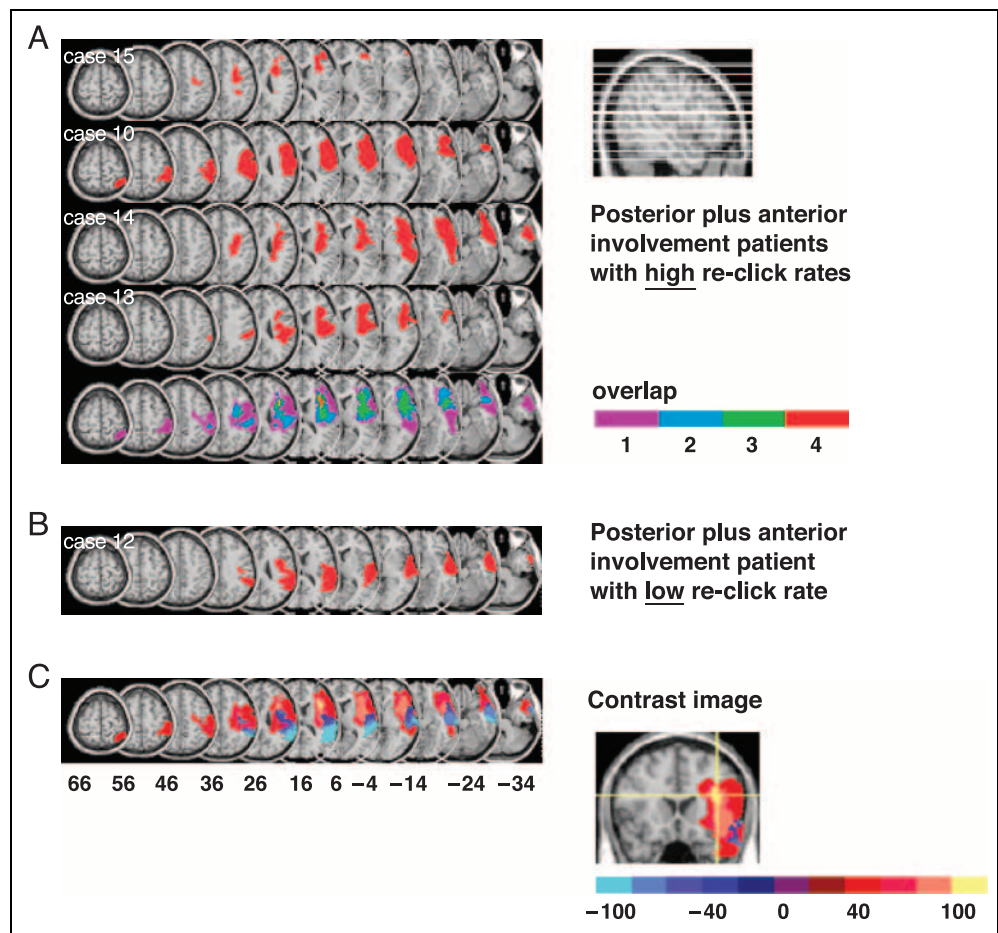 A
case 15
case 10
case 14
case 13
Posterior plus anterior
involvement patients
with high re-click rates
overlap
1 2 3 4
B
case 12
Posterior plus anterior
involvement patient
with low re-click rate
C
66 56 46 36 26 16 6 −4 −14 −24 −34
Contrast image
−100 −40 0 40 100